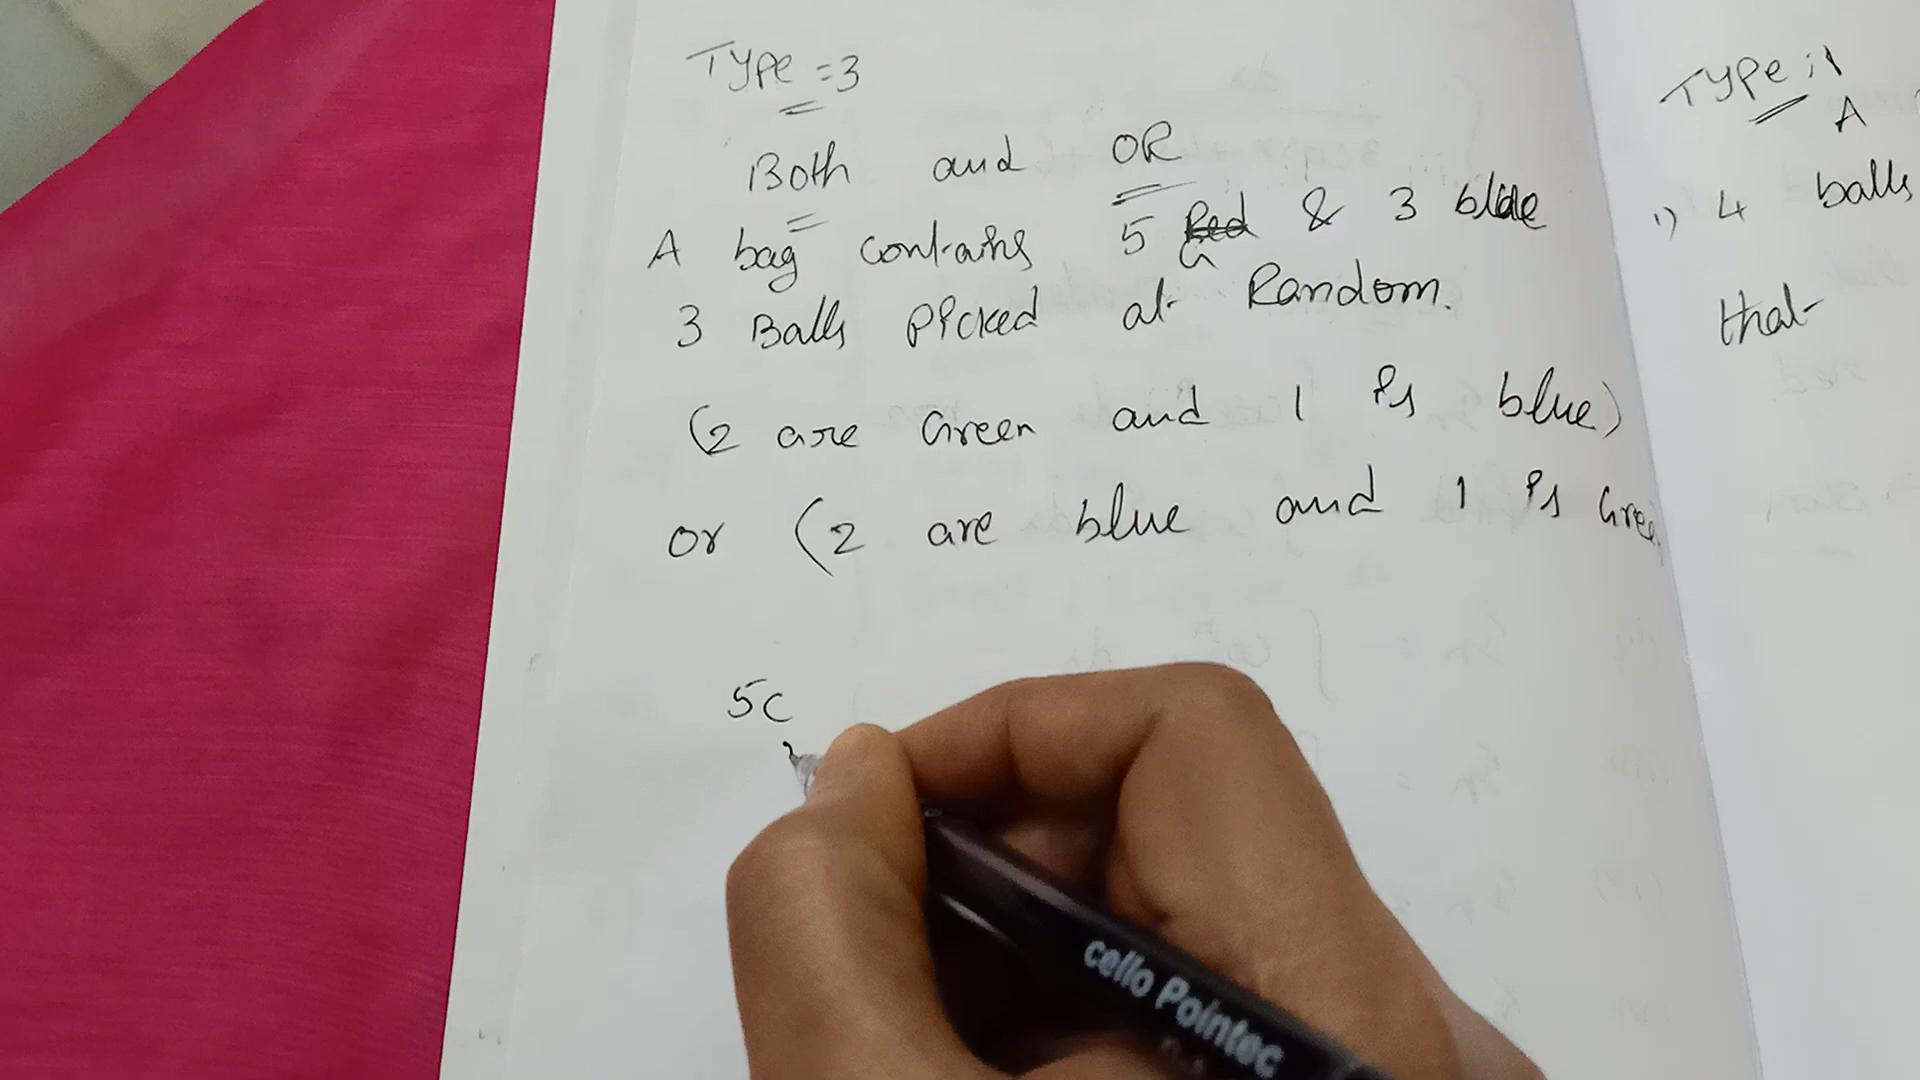 TYPe = 3
Both and OR
A bag contains 5 G & 3 blue
3 Balls Picked at Random.
(2 are Green and 1 is blue)
or (2 are blue and 1 is Gree
5C
cello Pointec
TYPe : 1
A
1) 4 balls
that